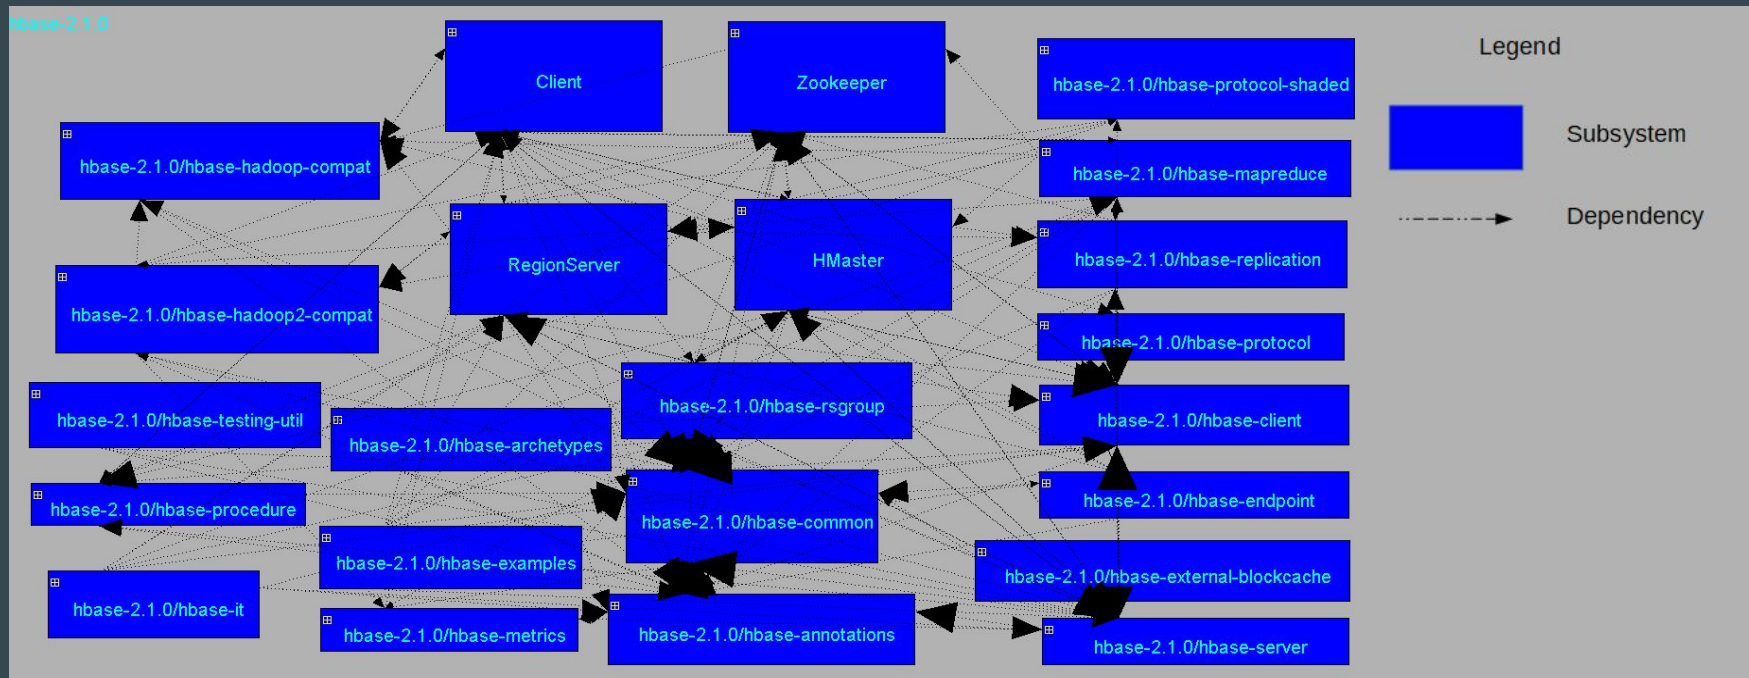 hbase-2.1.0
Client
Zookeeper
hbase-2.1.0/hbase-protocol-shaded
Legend
Subsystem
hbase-2.1.0/hbase-hadoop-compat
hbase-2.1.0/hbase-mapreduce
Dependency
RegionServer
HMaster
hbase-2.1.0/hbase-replication
hbase-2.1.0/hbase-hadoop2-compat
hbase-2.1.0/hbase-protocol
hbase-2.1.0/hbase-testing-util
hbase-2.1.0/hbase-archetypes
hbase-2.1.0/hbase-rsgroup
hbase-2.1.0/hbase-client
hbase-2.1.0/hbase-procedure
hbase-2.1.0/hbase-common
hbase-2.1.0/hbase-endpoint
hbase-2.1.0/hbase-examples
hbase-2.1.0/hbase-external-blockcache
hbase-2.1.0/hbase-it
hbase-2.1.0/hbase-metrics
hbase-2.1.0/hbase-annotations
hbase-2.1.0/hbase-server